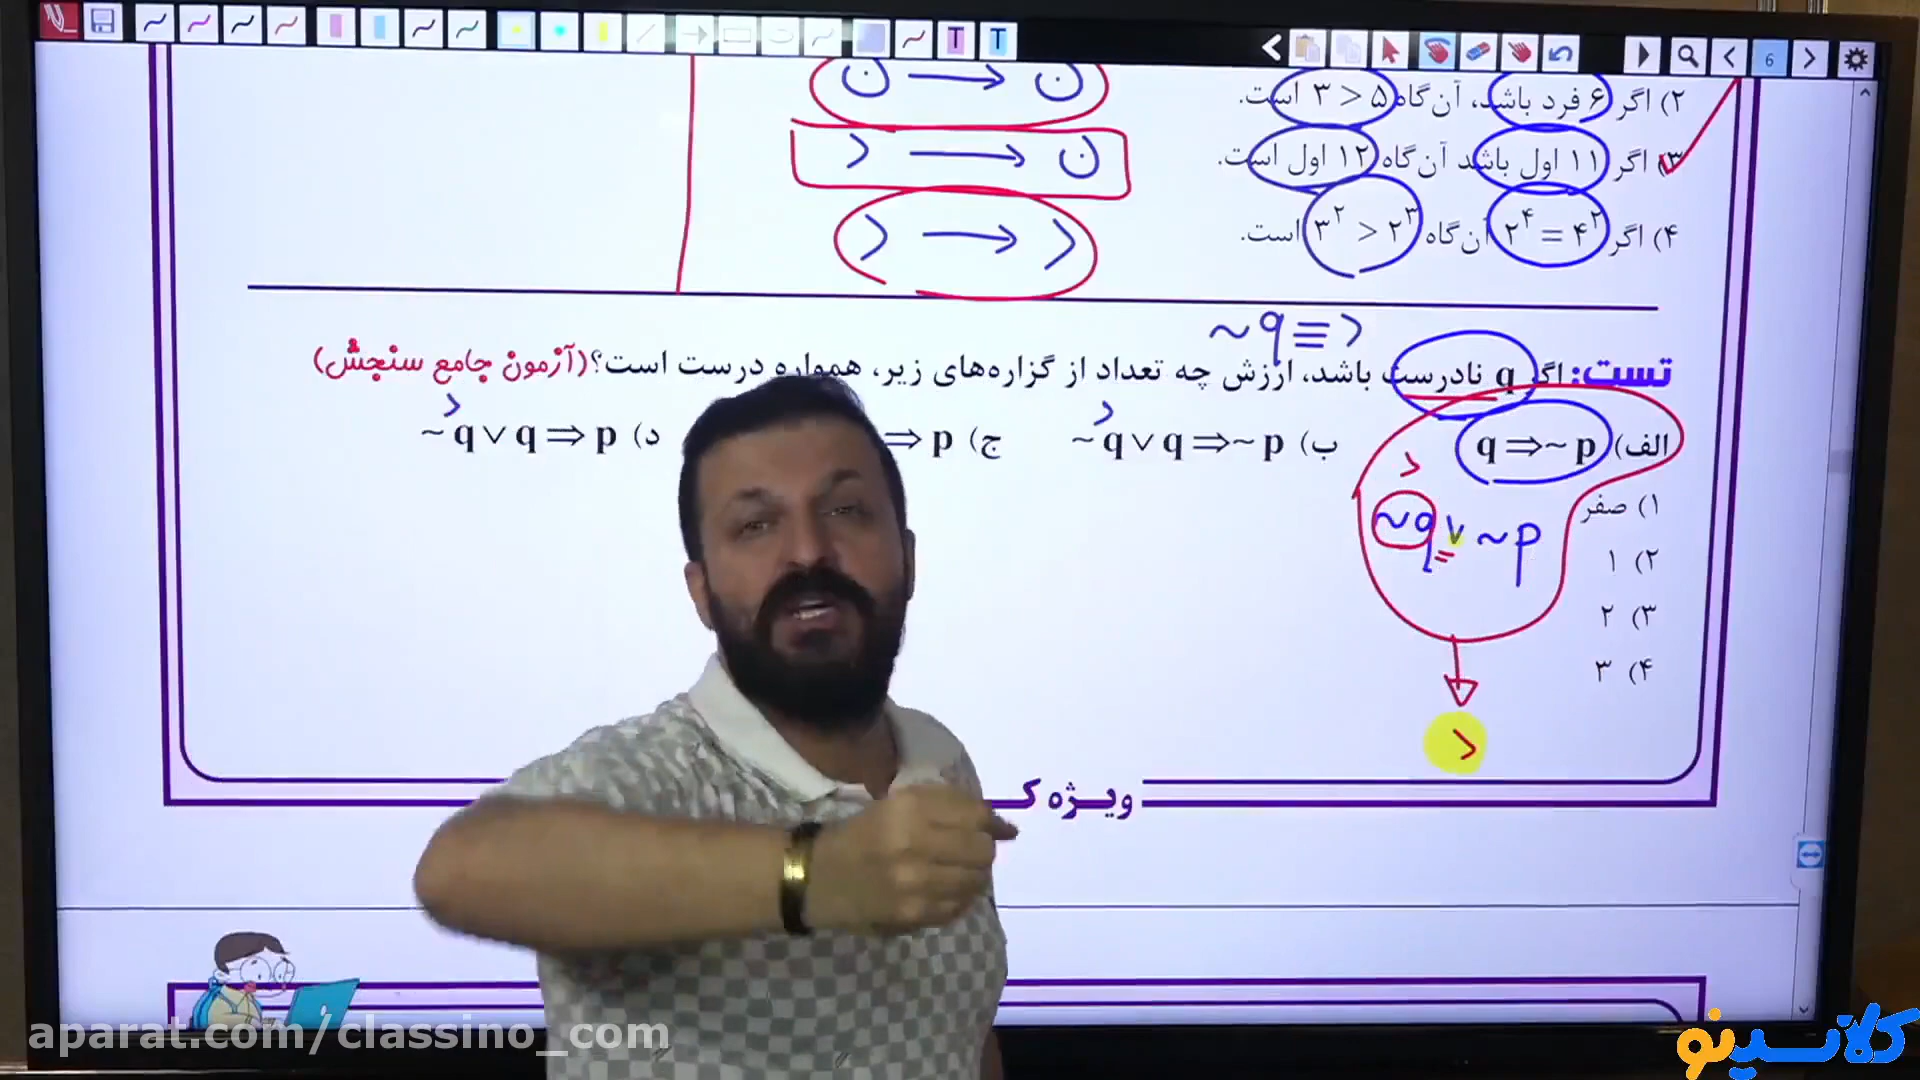 6
ن → ن
۲) اگر ۶ فرد باشد، آن‌گاه ۳ > ۵ است.
د → ن
۳) اگر ۱۱ اول باشد آن‌گاه ۱۲ اول است.
د → د
۴) اگر ۲^۴ = ۴^۲ آن‌گاه ۳^۲ > ۲^۳ است.
~q ≡ د
تست: اگر q نادرست باشد، ارزش چه تعداد از گزاره‌های زیر، همواره درست است؟ (آزمون جامع سنجش)
د
د
الف) q ⇒ ~p
ب) ~q ∨ q ⇒ ~p
ج) ⇒ p
د) ~q ∨ q ⇒ p
د
~q ∨ ~p
۱) صفر
۲) ۱
۳) ۲
۴) ۳
د
ویـژه
aparat.com/classino_com
کلاسینو